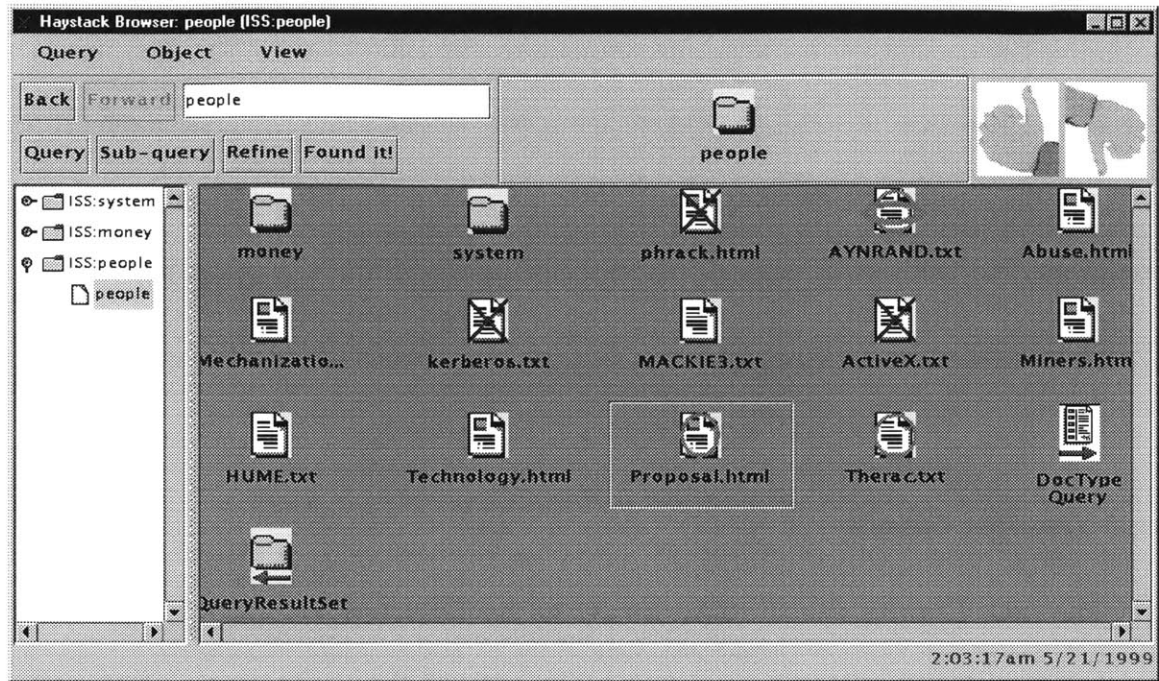 Haystack Browser: people (ISS:people)
Query Object View
Back Forward people
people
Query Sub-query Refine Found it!
ISS:system
ISS:money
ISS:people
people
money system phrack.html AYNRAND.txt Abuse.html
Mechanizatio... kerberos.txt MACKIE3.txt ActiveX.txt Miners.htm
HUME.txt Technology.html Proposal.html Therac.txt DocType
Query
QueryResultSet
2:03:17am 5/21/1999